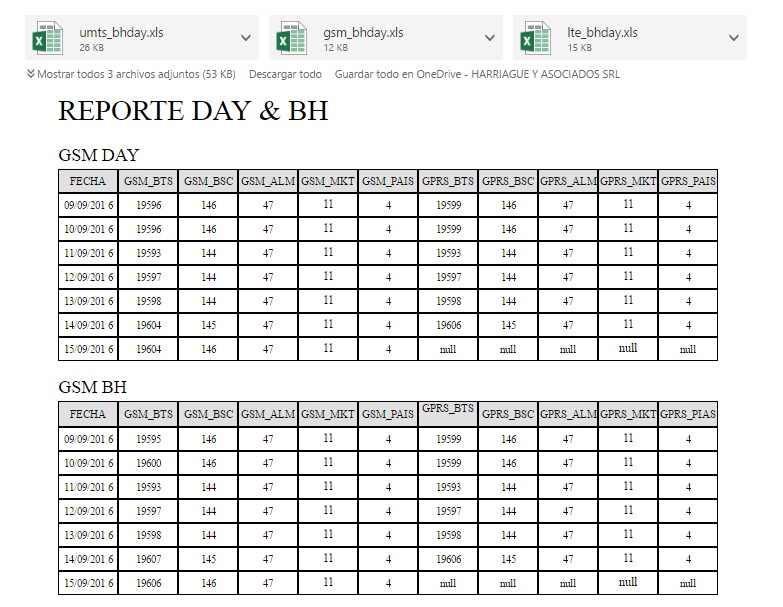 umts_bhday.xls gsm_bhday.xls lte_bhday.xls
26 KB 12 KB 15 KB
Mostrar todos 3 archivos adjuntos (53 KB) Descargar todo Guardar todo en OneDrive - HARRIAGUE Y ASOCIADOS SRL
REPORTE DAY & BH
GSM DAY
FECHA GSM_BTS GSM_BSC GSM_ALM GSM_MKT GSM_PAIS GPRS_BTS GPRS_BSC GPRS_ALM GPRS_MKT GPRS_PAIS
09/09/2016 19596 146 47 11 4 19599 146 47 11 4
10/09/2016 19596 146 47 11 4 19599 146 47 11 4
11/09/2016 19593 144 47 11 4 19593 144 47 11 4
12/09/2016 19597 144 47 11 4 19597 144 47 11 4
13/09/2016 19598 144 47 11 4 19598 144 47 11 4
14/09/2016 19604 145 47 11 4 19606 145 47 11 4
15/09/2016 19604 146 47 11 4 null null null null null
GSM BH
FECHA GSM_BTS GSM_BSC GSM_ALM GSM_MKT GSM_PAIS GPRS_BTS GPRS_BSC GPRS_ALM GPRS_MKT GPRS_PIAS
09/09/2016 19595 146 47 11 4 19599 146 47 11 4
10/09/2016 19600 146 47 11 4 19599 146 47 11 4
11/09/2016 19593 144 47 11 4 19593 144 47 11 4
12/09/2016 19597 144 47 11 4 19597 144 47 11 4
13/09/2016 19598 144 47 11 4 19598 144 47 11 4
14/09/2016 19607 145 47 11 4 19606 145 47 11 4
15/09/2016 19606 146 47 11 4 null null null null null